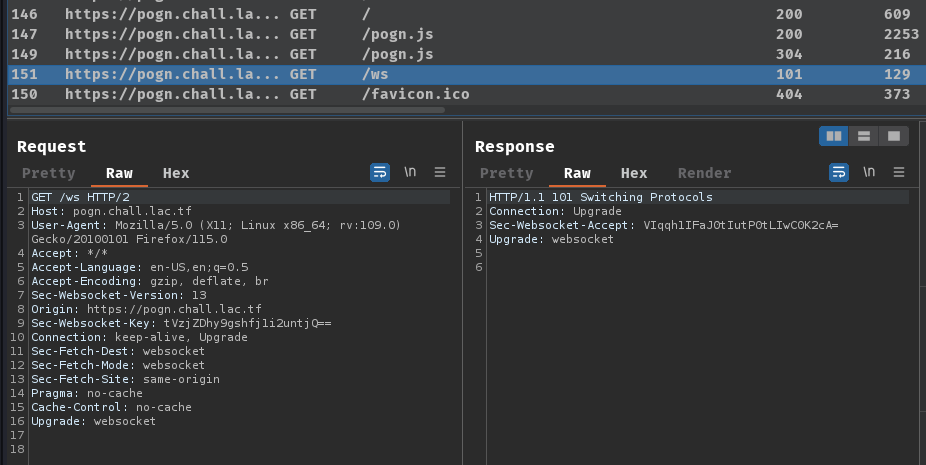 146 https://pogn.chall.la... GET / 200 609
147 https://pogn.chall.la... GET /pogn.js 200 2253
149 https://pogn.chall.la... GET /pogn.js 304 216
151 https://pogn.chall.la... GET /ws 101 129
150 https://pogn.chall.la... GET /favicon.ico 404 373
Request
Pretty Raw Hex \n
1 GET /ws HTTP/2
2 Host: pogn.chall.lac.tf
3 User-Agent: Mozilla/5.0 (X11; Linux x86_64; rv:109.0)
Gecko/20100101 Firefox/115.0
4 Accept: */*
5 Accept-Language: en-US,en;q=0.5
6 Accept-Encoding: gzip, deflate, br
7 Sec-Websocket-Version: 13
8 Origin: https://pogn.chall.lac.tf
9 Sec-Websocket-Key: tVzjZDhy9gshfj1i2untjQ==
10 Connection: keep-alive, Upgrade
11 Sec-Fetch-Dest: websocket
12 Sec-Fetch-Mode: websocket
13 Sec-Fetch-Site: same-origin
14 Pragma: no-cache
15 Cache-Control: no-cache
16 Upgrade: websocket
17
18
Response
Pretty Raw Hex Render \n
1 HTTP/1.1 101 Switching Protocols
2 Connection: Upgrade
3 Sec-Websocket-Accept: VIqqh1IFaJ0tIutP0tLIwC0K2cA=
4 Upgrade: websocket
5
6